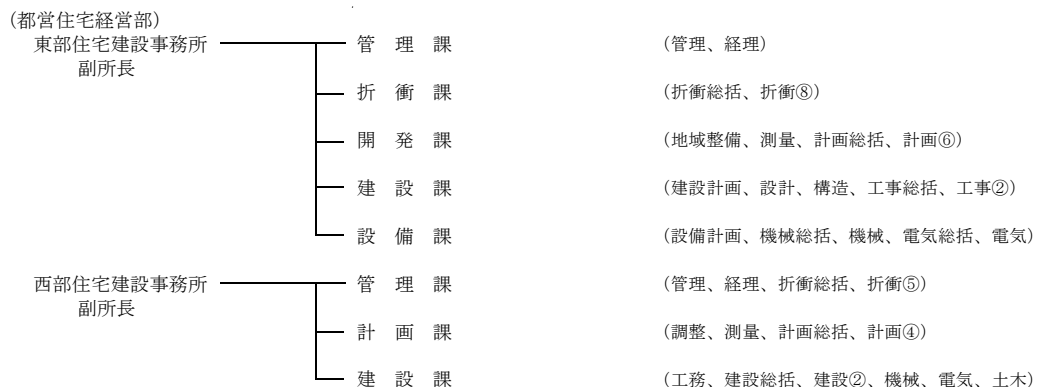 (都営住宅経営部)
東部住宅建設事務所 管理課 (管理、経理)
副所長
折衝課 (折衝総括、折衝⑧)
開発課 (地域整備、測量、計画総括、計画⑥)
建設課 (建設計画、設計、構造、工事総括、工事②)
設備課 (設備計画、機械総括、機械、電気総括、電気)
西部住宅建設事務所 管理課 (管理、経理、折衝総括、折衝⑤)
副所長
計画課 (調整、測量、計画総括、計画④)
建設課 (工務、建設総括、建設②、機械、電気、土木)